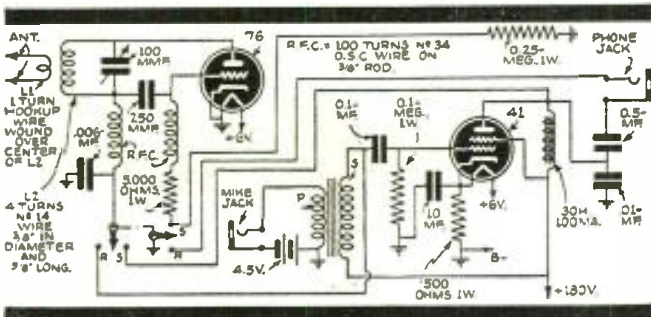 ANT.
L1
1 TURN
HOOKUP
WIRE
WOUND
OVER
CENTER
OF L2
L2
4 TURNS
Nº 14
WIRE
3/8" IN
DIAMETER
AND
5/8" LONG.
100
MMF.
.006-
MF.
250
MMF.
R.F.C.
5000
OHMS
1W.
R
S
S
R
76
+6V.
R.F.C. = 100 TURNS Nº 34
D.S.C WIRE ON
3/8" ROD.
0.25-
MEG. 1W.
PHONE
JACK
MIKE
JACK
4.5V.
P
S
0.1-
MF.
0.1-
MEG.
1W.
10
MF.
41
+6V.
500
OHMS 1W.
B-
30H
100MA.
0.5-
MF.
.01-
MF.
+180V.